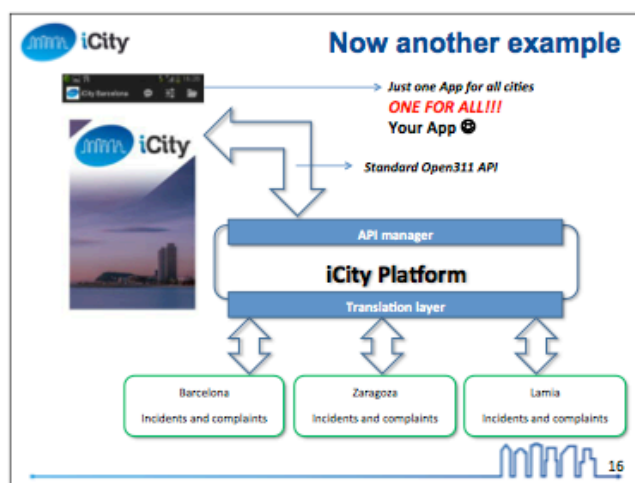 iCity
Now another example
iCity Barcelona
Just one App for all cities
ONE FOR ALL!!!
Your App ☻
iCity
Standard Open311 API
API manager
iCity Platform
Translation layer
Barcelona
Incidents and complaints
Zaragoza
Incidents and complaints
Lamia
Incidents and complaints
16